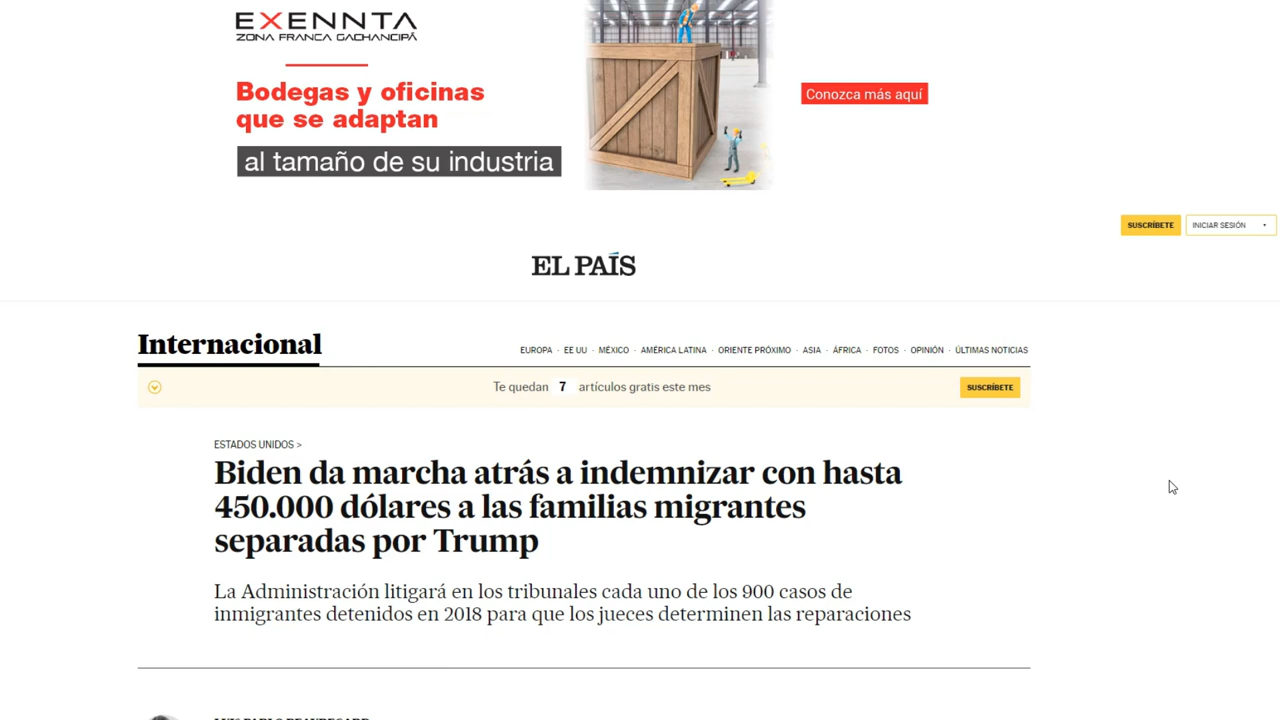 EXENNTA
ZONA FRANCA GACHANCIPÁ
Bodegas y oficinas
que se adaptan
al tamaño de su industria
Conozca más aquí
SUSCRÍBETE
INICIAR SESIÓN
EL PAÍS
Internacional
EUROPA · EE UU · MÉXICO · AMÉRICA LATINA · ORIENTE PRÓXIMO · ASIA · ÁFRICA · FOTOS · OPINIÓN · ÚLTIMAS NOTICIAS
Te quedan 7 artículos gratis este mes
SUSCRÍBETE
ESTADOS UNIDOS >
Biden da marcha atrás a indemnizar con hasta
450.000 dólares a las familias migrantes
separadas por Trump
La Administración litigará en los tribunales cada uno de los 900 casos de
inmigrantes detenidos en 2018 para que los jueces determinen las reparaciones